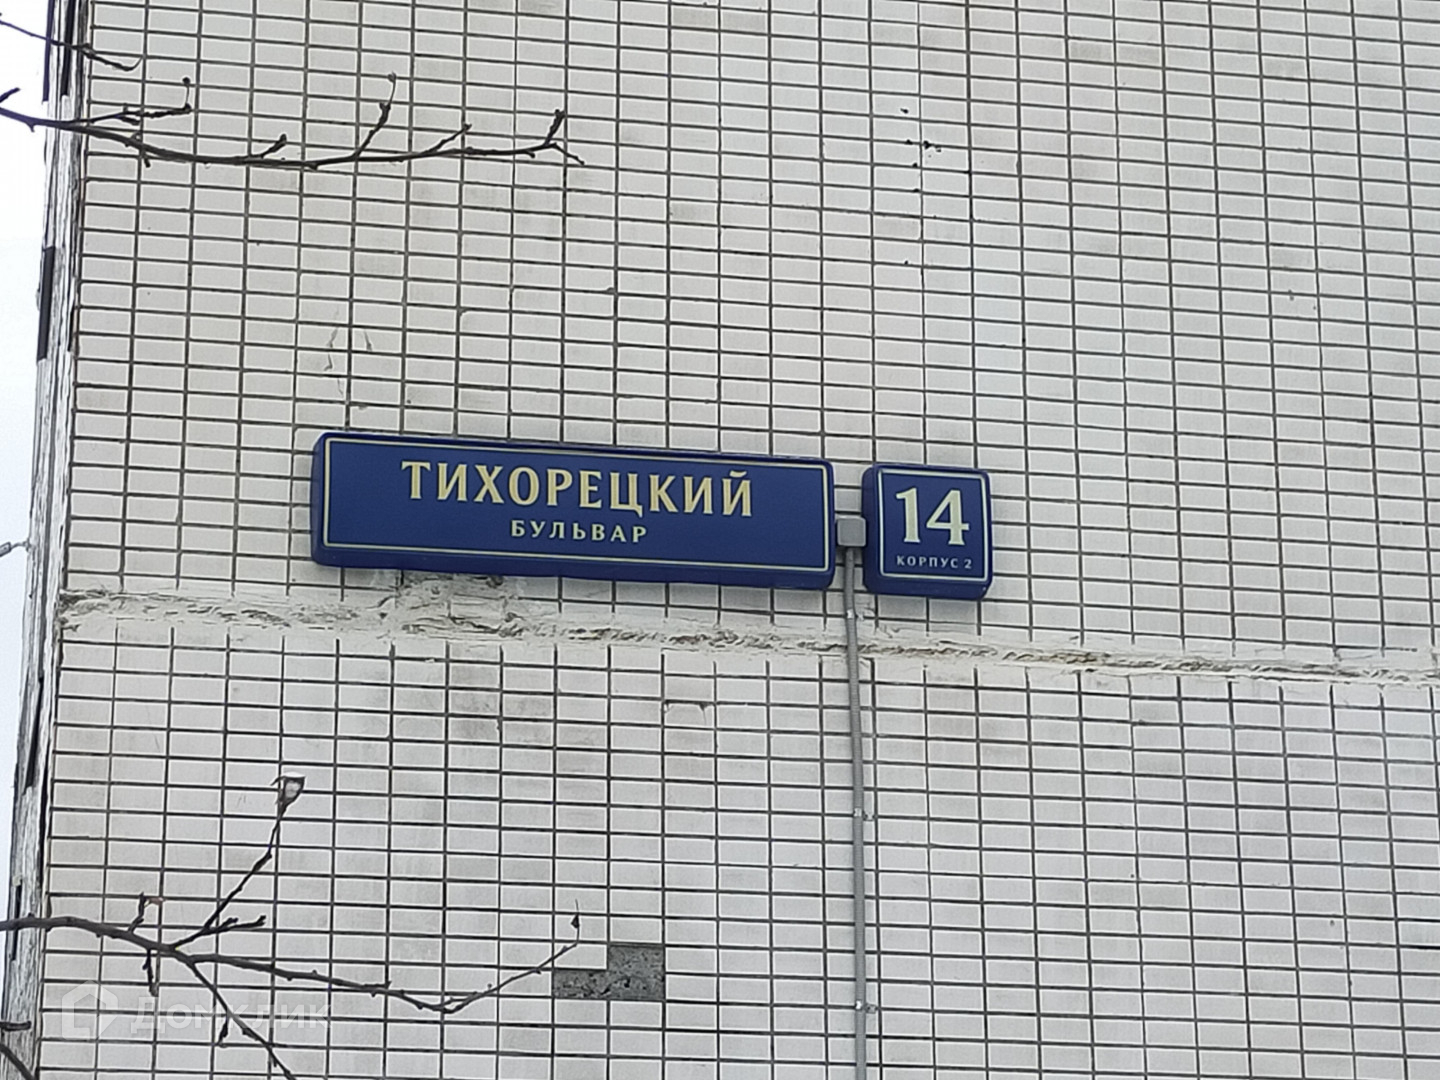 ТИХОРЕЦКИЙ
БУЛЬВАР
14
КОРПУС 2
ДОМКЛИК